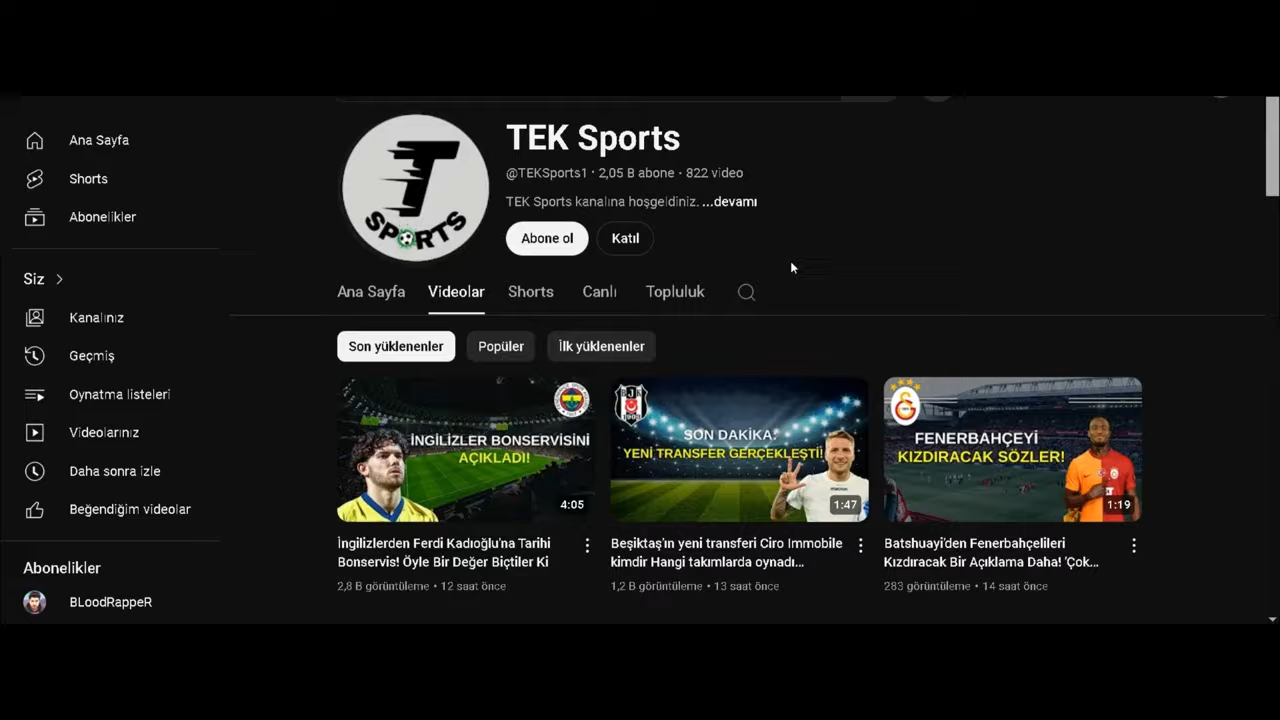 TEK Sports
@TEKSports1 · 2,05 B abone · 822 video
TEK Sports kanalına hoşgeldiniz. ...devamı
Abone ol
Katıl
T
SPORTS
Ana Sayfa
Shorts
Abonelikler
Siz
Kanalınız
Geçmiş
Oynatma listeleri
Videolarınız
Daha sonra izle
Beğendiğim videolar
Abonelikler
BLoodRappeR
Ana Sayfa
Videolar
Shorts
Canlı
Topluluk
Son yüklenenler
Popüler
İlk yüklenenler
İNGİLİZLER BONSERVİSİNİ
AÇIKLADI!
4:05
İngilizlerden Ferdi Kadıoğlu'na Tarihi
Bonservis! Öyle Bir Değer Biçtiler Ki
2,8 B görüntüleme • 12 saat önce
BJK
SON DAKİKA:
YENİ TRANSFER GERÇEKLEŞTİ!
1:47
Beşiktaş'ın yeni transferi Ciro Immobile
kimdir Hangi takımlarda oynadı...
1,2 B görüntüleme • 13 saat önce
FENERBAHÇEYİ
KIZDIRACAK SÖZLER!
1:19
Batshuayi'den Fenerbahçelileri
Kızdıracak Bir Açıklama Daha! 'Çok...
283 görüntüleme • 14 saat önce